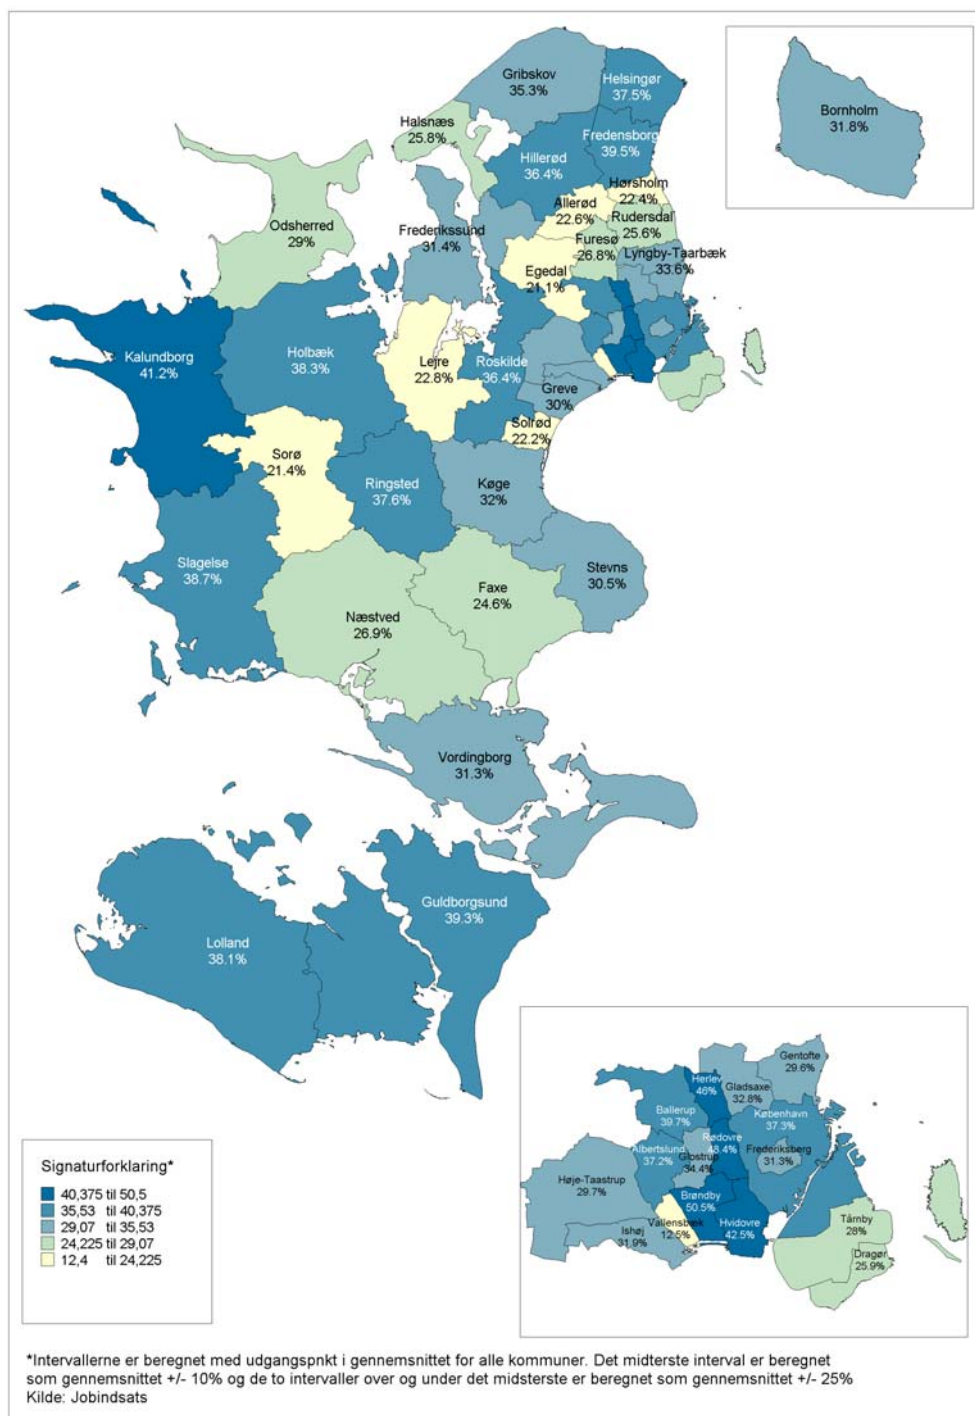 Gribskov
35.3%
Helsingør
37.5%
Bornholm
31.8%
Halsnæs
25.8%
Fredensborg
39.5%
Hillerød
36.4%
Hørsholm
22.4%
Allerød
22.6%
Rudersdal
25.6%
Odsherred
29%
Frederikssund
31.4%
Furesø
26.8%
Lyngby-Taarbæk
33.6%
Egedal
21.1%
Kalundborg
41.2%
Holbæk
38.3%
Lejre
22.8%
Roskilde
36.4%
Greve
30%
Solrød
22.2%
Sorø
21.4%
Ringsted
37.6%
Køge
32%
Slagelse
38.7%
Stevns
30.5%
Faxe
24.6%
Næstved
26.9%
Vordingborg
31.3%
Guldborgsund
39.3%
Lolland
38.1%
Gentofte
29.6%
Herlev
46%
Gladsaxe
32.8%
Ballerup
39.7%
København
37.3%
Rødovre
48.4%
Albertslund
37.2%
Glostrup
34.4%
Frederiksberg
31.3%
Høje-Taastrup
29.7%
Brøndby
50.5%
Hvidovre
42.5%
Vallensbæk
12.5%
Ishøj
31.9%
Tårnby
28%
Dragør
25.9%
Signaturforklaring*
40,375 til 50,5
35,53 til 40,375
29,07 til 35,53
24,225 til 29,07
12,4 til 24,225
*Intervallerne er beregnet med udgangspnkt i gennemsnittet for alle kommuner. Det midterste interval er beregnet
som gennemsnittet +/- 10% og de to intervaller over og under det midsterste er beregnet som gennemsnittet +/- 25%
Kilde: Jobindsats